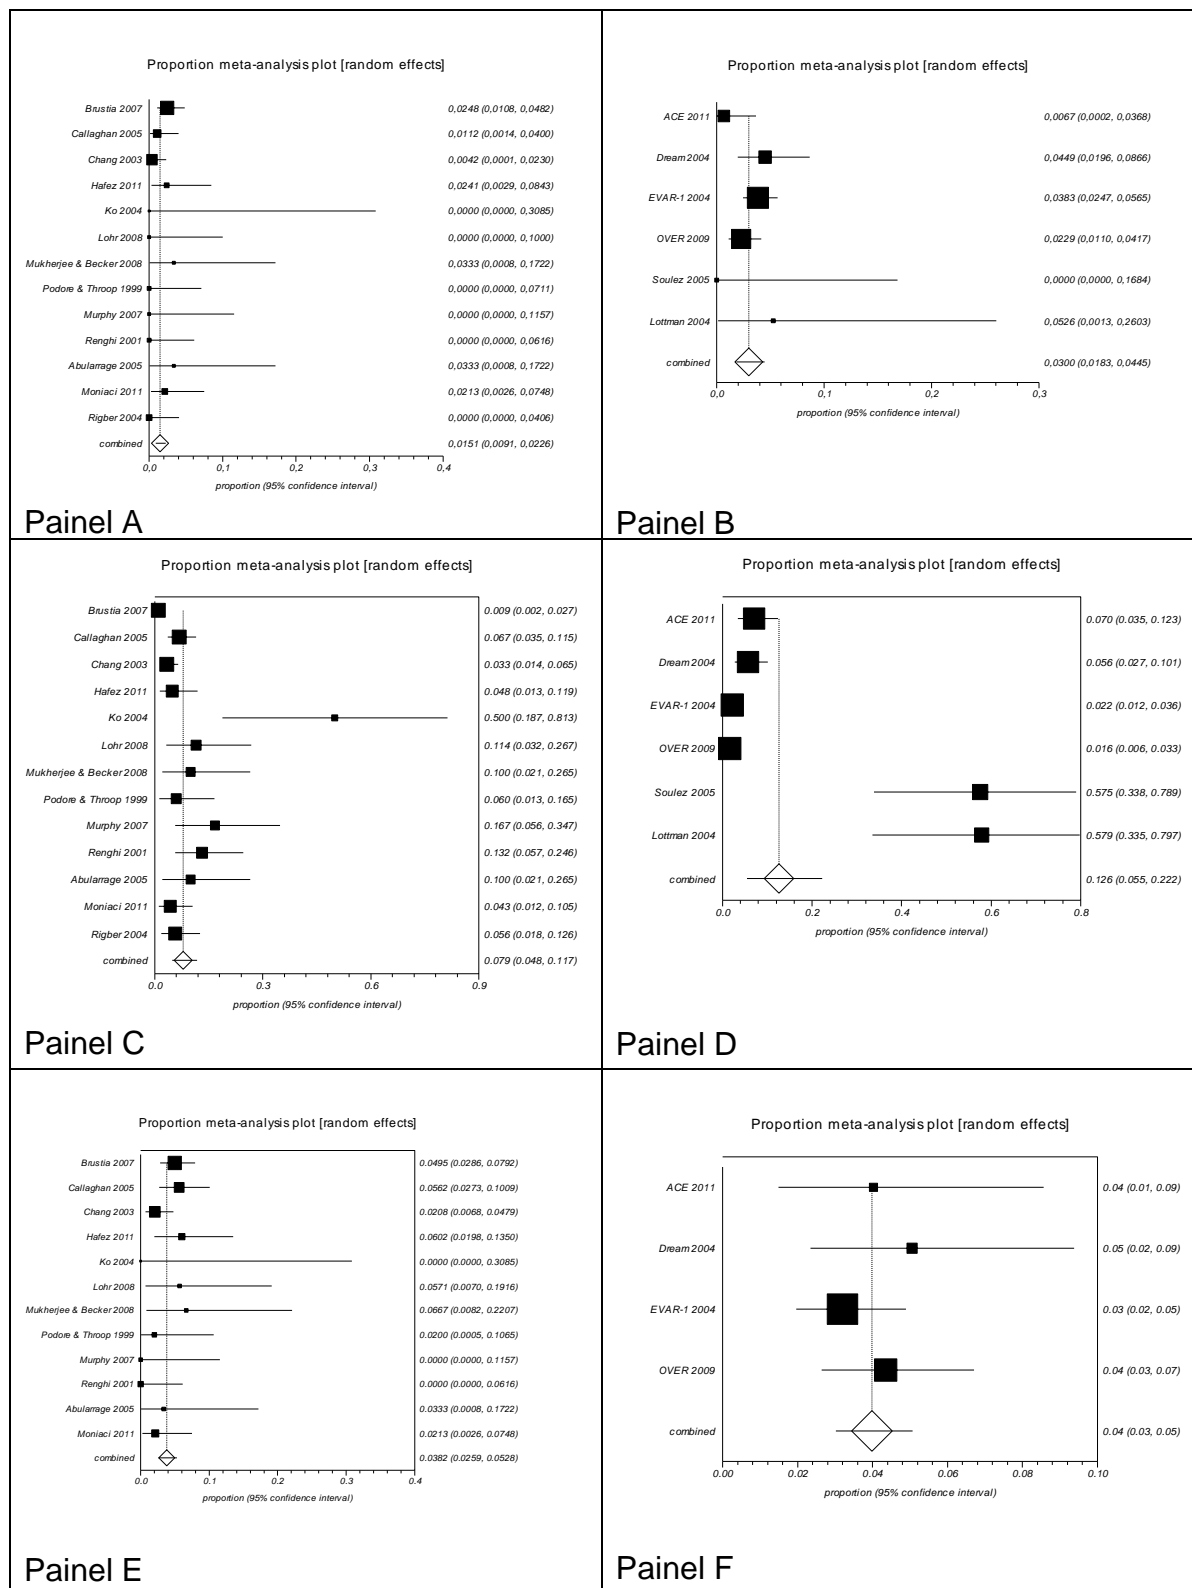 Proportion meta-analysis plot [random effects]
Brustia 2007 0,0248 (0,0108, 0,0482)
Callaghan 2005 0,0112 (0,0014, 0,0400)
Chang 2003 0,0042 (0,0001, 0,0230)
Hafez 2011 0,0241 (0,0029, 0,0843)
Ko 2004 0,0000 (0,0000, 0,3085)
Lohr 2008 0,0000 (0,0000, 0,1000)
Mukherjee & Becker 2008 0,0333 (0,0008, 0,1722)
Podore & Throop 1999 0,0000 (0,0000, 0,0711)
Murphy 2007 0,0000 (0,0000, 0,1157)
Renghi 2001 0,0000 (0,0000, 0,0616)
Abularrage 2005 0,0333 (0,0008, 0,1722)
Moniaci 2011 0,0213 (0,0026, 0,0748)
Rigber 2004 0,0000 (0,0000, 0,0406)
combined 0,0151 (0,0091, 0,0226)
0,0 0,1 0,2 0,3 0,4
proportion (95% confidence interval)
Painel A
Proportion meta-analysis plot [random effects]
ACE 2011 0,0067 (0,0002, 0,0368)
Dream 2004 0,0449 (0,0196, 0,0866)
EVAR-1 2004 0,0383 (0,0247, 0,0565)
OVER 2009 0,0229 (0,0110, 0,0417)
Soulez 2005 0,0000 (0,0000, 0,1684)
Lottman 2004 0,0526 (0,0013, 0,2603)
combined 0,0300 (0,0183, 0,0445)
0,0 0,1 0,2 0,3
proportion (95% confidence interval)
Painel B
Proportion meta-analysis plot [random effects]
Brustia 2007 0.009 (0.002, 0.027)
Callaghan 2005 0.067 (0.035, 0.115)
Chang 2003 0.033 (0.014, 0.065)
Hafez 2011 0.048 (0.013, 0.119)
Ko 2004 0.500 (0.187, 0.813)
Lohr 2008 0.114 (0.032, 0.267)
Mukherjee & Becker 2008 0.100 (0.021, 0.265)
Podore & Throop 1999 0.060 (0.013, 0.165)
Murphy 2007 0.167 (0.056, 0.347)
Renghi 2001 0.132 (0.057, 0.246)
Abularrage 2005 0.100 (0.021, 0.265)
Moniaci 2011 0.043 (0.012, 0.105)
Rigber 2004 0.056 (0.018, 0.126)
combined 0.079 (0.048, 0.117)
0.0 0.3 0.6 0.9
proportion (95% confidence interval)
Painel C
Proportion meta-analysis plot [random effects]
ACE 2011 0.070 (0.035, 0.123)
Dream 2004 0.056 (0.027, 0.101)
EVAR-1 2004 0.022 (0.012, 0.036)
OVER 2009 0.016 (0.006, 0.033)
Soulez 2005 0.575 (0.338, 0.789)
Lottman 2004 0.579 (0.335, 0.797)
combined 0.126 (0.055, 0.222)
0.0 0.2 0.4 0.6 0.8
proportion (95% confidence interval)
Painel D
Proportion meta-analysis plot [random effects]
Brustia 2007 0.0495 (0.0286, 0.0792)
Callaghan 2005 0.0562 (0.0273, 0.1009)
Chang 2003 0.0208 (0.0068, 0.0479)
Hafez 2011 0.0602 (0.0198, 0.1350)
Ko 2004 0.0000 (0.0000, 0.3085)
Lohr 2008 0.0571 (0.0070, 0.1916)
Mukherjee & Becker 2008 0.0667 (0.0082, 0.2207)
Podore & Throop 1999 0.0200 (0.0005, 0.1065)
Murphy 2007 0.0000 (0.0000, 0.1157)
Renghi 2001 0.0000 (0.0000, 0.0616)
Abularrage 2005 0.0333 (0.0008, 0.1722)
Moniaci 2011 0.0213 (0.0026, 0.0748)
combined 0.0382 (0.0259, 0.0528)
0.0 0.1 0.2 0.3 0.4
proportion (95% confidence interval)
Painel E
Proportion meta-analysis plot [random effects]
ACE 2011 0.04 (0.01, 0.09)
Dream 2004 0.05 (0.02, 0.09)
EVAR-1 2004 0.03 (0.02, 0.05)
OVER 2009 0.04 (0.03, 0.07)
combined 0.04 (0.03, 0.05)
0.00 0.02 0.04 0.06 0.08 0.10
proportion (95% confidence interval)
Painel F